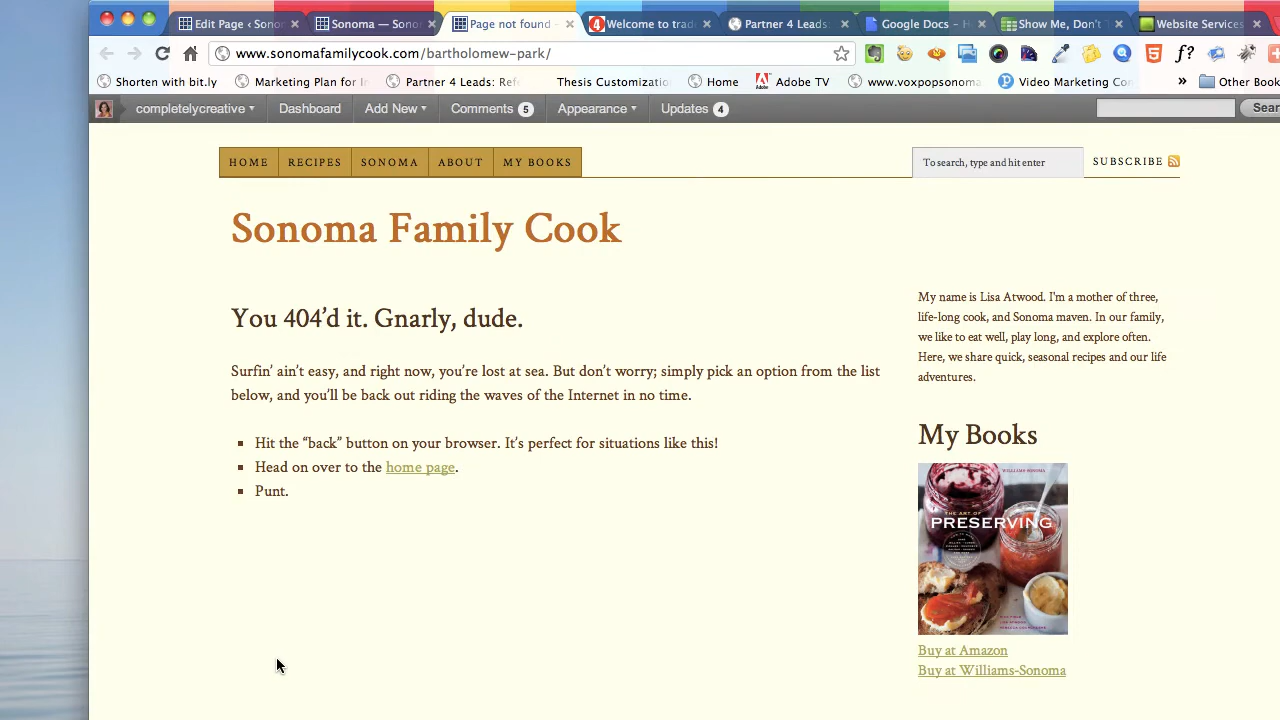 Edit Page ‹ Sono
Sonoma — Sono
Page not found –
Welcome to trad
Partner 4 Leads
Google Docs - H
Show Me, Don't T
Website Services
www.sonomafamilycook.com/bartholomew-park/
Shorten with bit.ly
Marketing Plan for In
Partner 4 Leads: Refe
Thesis Customizatio
Home
Adobe TV
www.voxpopsonoma
Video Marketing Con
»
Other Book
completelycreative
Dashboard
Add New
Comments 5
Appearance
Updates 4
Sear
HOME
RECIPES
SONOMA
ABOUT
MY BOOKS
To search, type and hit enter
SUBSCRIBE
Sonoma Family Cook
You 404’d it. Gnarly, dude.
Surfin’ ain’t easy, and right now, you’re lost at sea. But don’t worry; simply pick an option from the list
below, and you’ll be back out riding the waves of the Internet in no time.
Hit the “back” button on your browser. It’s perfect for situations like this!
Head on over to the home page.
Punt.
My name is Lisa Atwood. I'm a mother of three,
life-long cook, and Sonoma maven. In our family,
we like to eat well, play long, and explore often.
Here, we share quick, seasonal recipes and our life
adventures.
My Books
WILLIAMS-SONOMA
THE ART OF
PRESERVING
Buy at Amazon
Buy at Williams-Sonoma